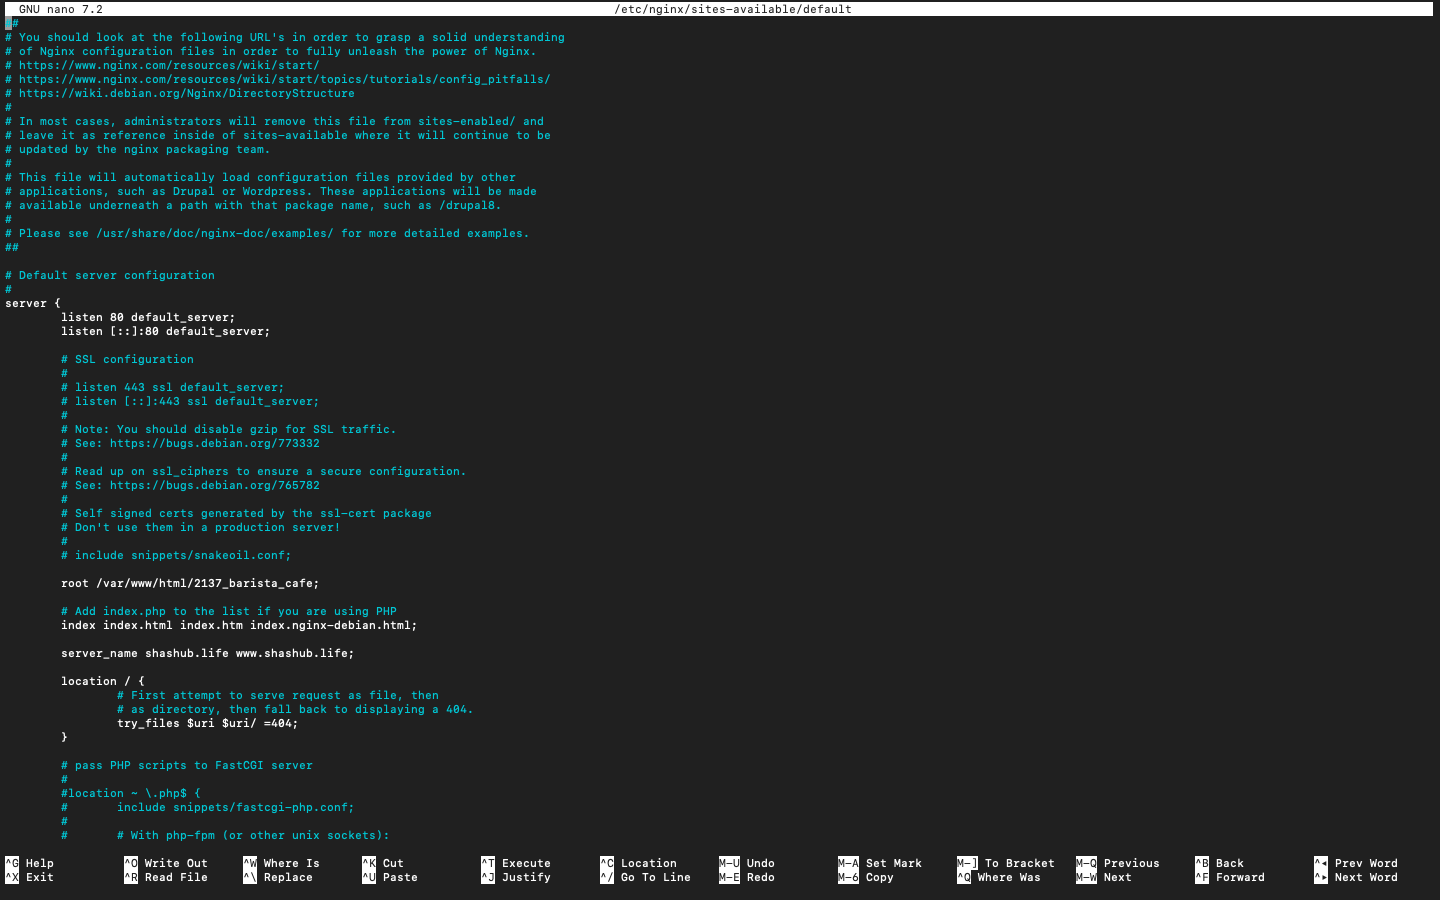 GNU nano 7.2 /etc/nginx/sites-available/default
##
# You should look at the following URL's in order to grasp a solid understanding
# of Nginx configuration files in order to fully unleash the power of Nginx.
# https://www.nginx.com/resources/wiki/start/
# https://www.nginx.com/resources/wiki/start/topics/tutorials/config_pitfalls/
# https://wiki.debian.org/Nginx/DirectoryStructure
#
# In most cases, administrators will remove this file from sites-enabled/ and
# leave it as reference inside of sites-available where it will continue to be
# updated by the nginx packaging team.
#
# This file will automatically load configuration files provided by other
# applications, such as Drupal or Wordpress. These applications will be made
# available underneath a path with that package name, such as /drupal8.
#
# Please see /usr/share/doc/nginx-doc/examples/ for more detailed examples.
##
# Default server configuration
#
server {
listen 80 default_server;
listen [::]:80 default_server;
# SSL configuration
#
# listen 443 ssl default_server;
# listen [::]:443 ssl default_server;
#
# Note: You should disable gzip for SSL traffic.
# See: https://bugs.debian.org/773332
#
# Read up on ssl_ciphers to ensure a secure configuration.
# See: https://bugs.debian.org/765782
#
# Self signed certs generated by the ssl-cert package
# Don't use them in a production server!
#
# include snippets/snakeoil.conf;
root /var/www/html/2137_barista_cafe;
# Add index.php to the list if you are using PHP
index index.html index.htm index.nginx-debian.html;
server_name shashub.life www.shashub.life;
location / {
# First attempt to serve request as file, then
# as directory, then fall back to displaying a 404.
try_files $uri $uri/ =404;
}
# pass PHP scripts to FastCGI server
#
#location ~ \.php$ {
# include snippets/fastcgi-php.conf;
#
# # With php-fpm (or other unix sockets):
^G Help ^O Write Out ^W Where Is ^K Cut ^T Execute ^C Location M-U Undo M-A Set Mark M-] To Bracket M-Q Previous ^B Back ^◂ Prev Word
^X Exit ^R Read File ^\ Replace ^U Paste ^J Justify ^/ Go To Line M-E Redo M-6 Copy ^Q Where Was M-W Next ^F Forward ^▸ Next Word